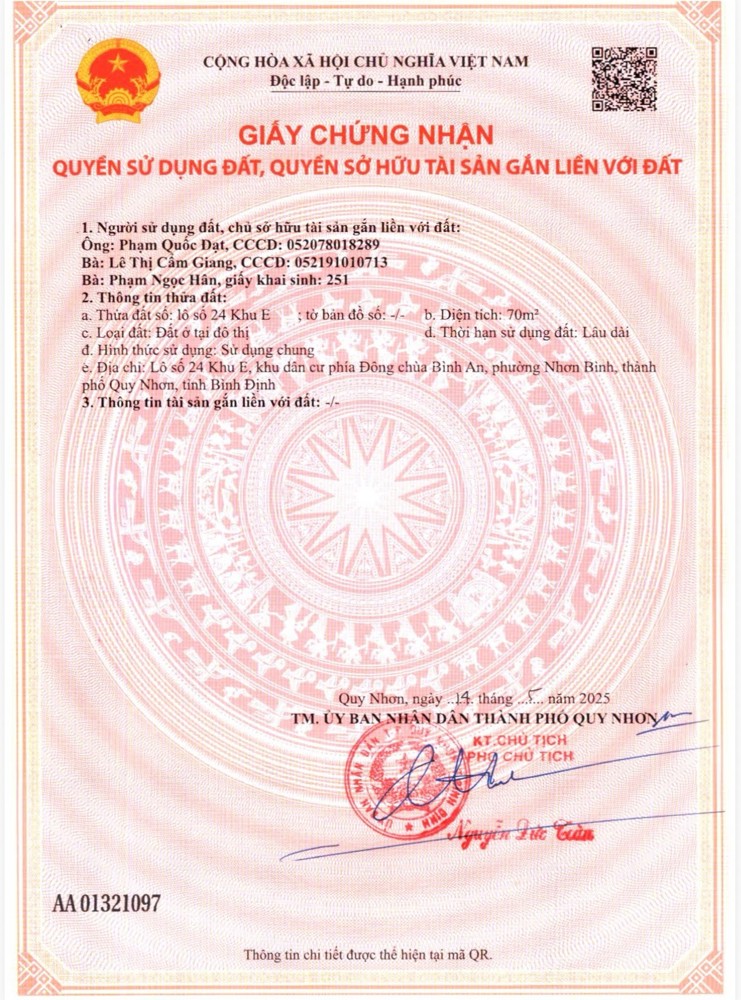 CỘNG HÒA XÃ HỘI CHỦ NGHĨA VIỆT NAM
Độc lập - Tự do - Hạnh phúc
GIẤY CHỨNG NHẬN
QUYỀN SỬ DỤNG ĐẤT, QUYỀN SỞ HỮU TÀI SẢN GẮN LIỀN VỚI ĐẤT
1. Người sử dụng đất, chủ sở hữu tài sản gắn liền với đất:
Ông: Phạm Quốc Đạt, CCCD: 052078018289
Bà: Lê Thị Cẩm Giang, CCCD: 052191010713
Bà: Phạm Ngọc Hân, giấy khai sinh: 251
2. Thông tin thửa đất:
a. Thửa đất số: lô số 24 Khu E ; tờ bản đồ số: -/- b. Diện tích: 70m²
c. Loại đất: Đất ở tại đô thị d. Thời hạn sử dụng đất: Lâu dài
đ. Hình thức sử dụng: Sử dụng chung
e. Địa chỉ: Lô số 24 Khu E, khu dân cư phía Đông chùa Bình An, phường Nhơn Bình, thành
phố Quy Nhơn, tỉnh Bình Định
3. Thông tin tài sản gắn liền với đất: -/-
Quy Nhơn, ngày ..14. tháng ..5... năm 2025
TM. ỦY BAN NHÂN DÂN THÀNH PHỐ QUY NHƠN
KT.CHỦ TỊCH
PHÓ CHỦ TỊCH
Nguyễn Đức Toàn
AA 01321097
Thông tin chi tiết được thể hiện tại mã QR.